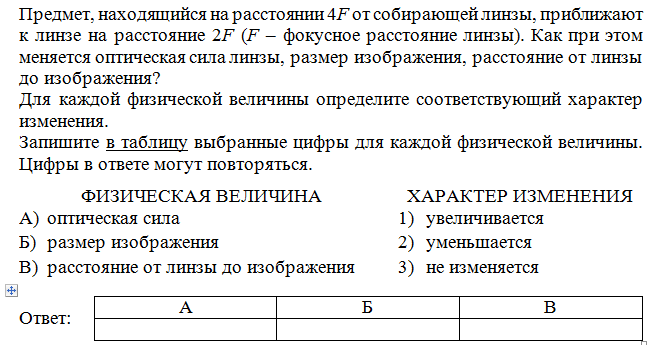 Предмет, находящийся на расстоянии 4F от собирающей линзы, приближают
к линзе на расстояние 2F (F – фокусное расстояние линзы). Как при этом
меняется оптическая сила линзы, размер изображения, расстояние от линзы
до изображения?
Для каждой физической величины определите соответствующий характер
изменения.
Запишите в таблицу выбранные цифры для каждой физической величины.
Цифры в ответе могут повторяться.
ФИЗИЧЕСКАЯ ВЕЛИЧИНА ХАРАКТЕР ИЗМЕНЕНИЯ
А) оптическая сила 1) увеличивается
Б) размер изображения 2) уменьшается
В) расстояние от линзы до изображения 3) не изменяется
Ответ: А Б В